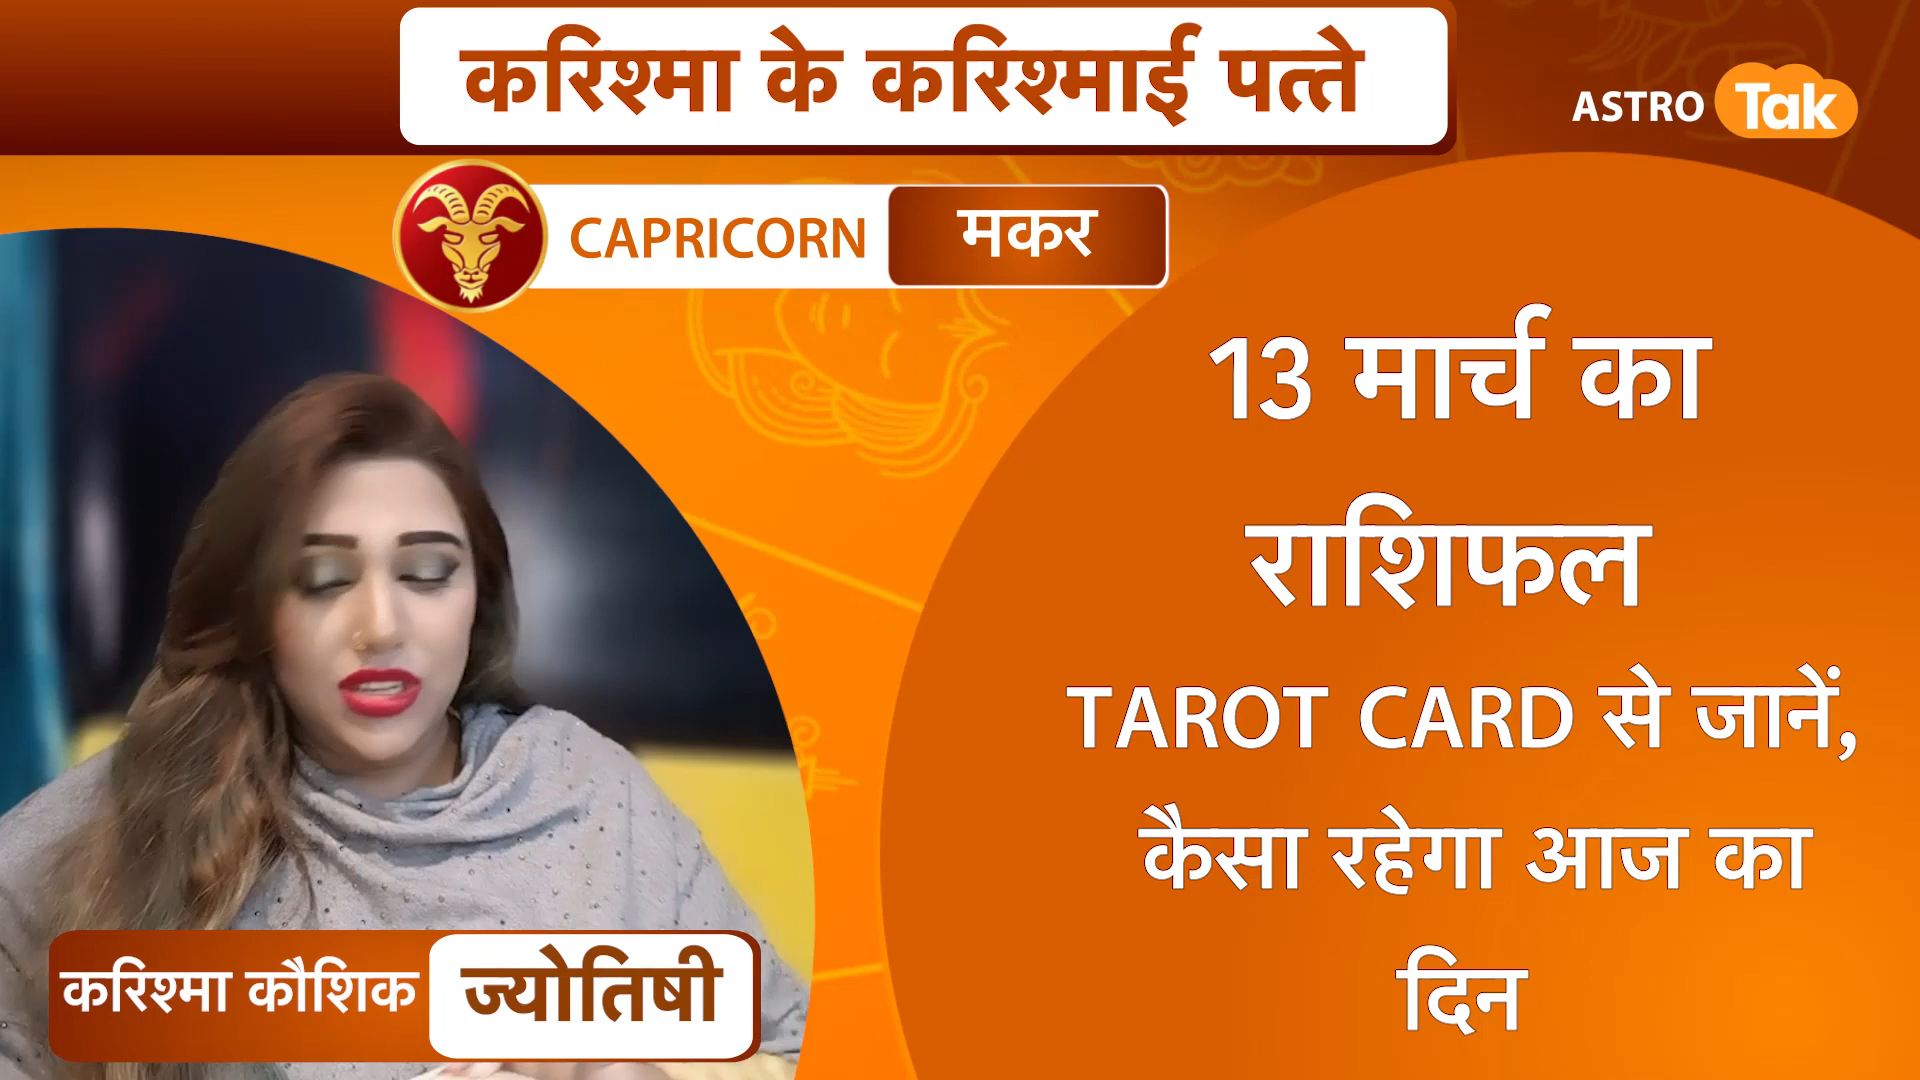 करिश्मा के करिश्माई पत्ते
ASTRO Tak
CAPRICORN मकर
13 मार्च का
राशिफल
TAROT CARD से जानें,
कैसा रहेगा आज का
दिन
करिश्मा कौशिक ज्योतिषी